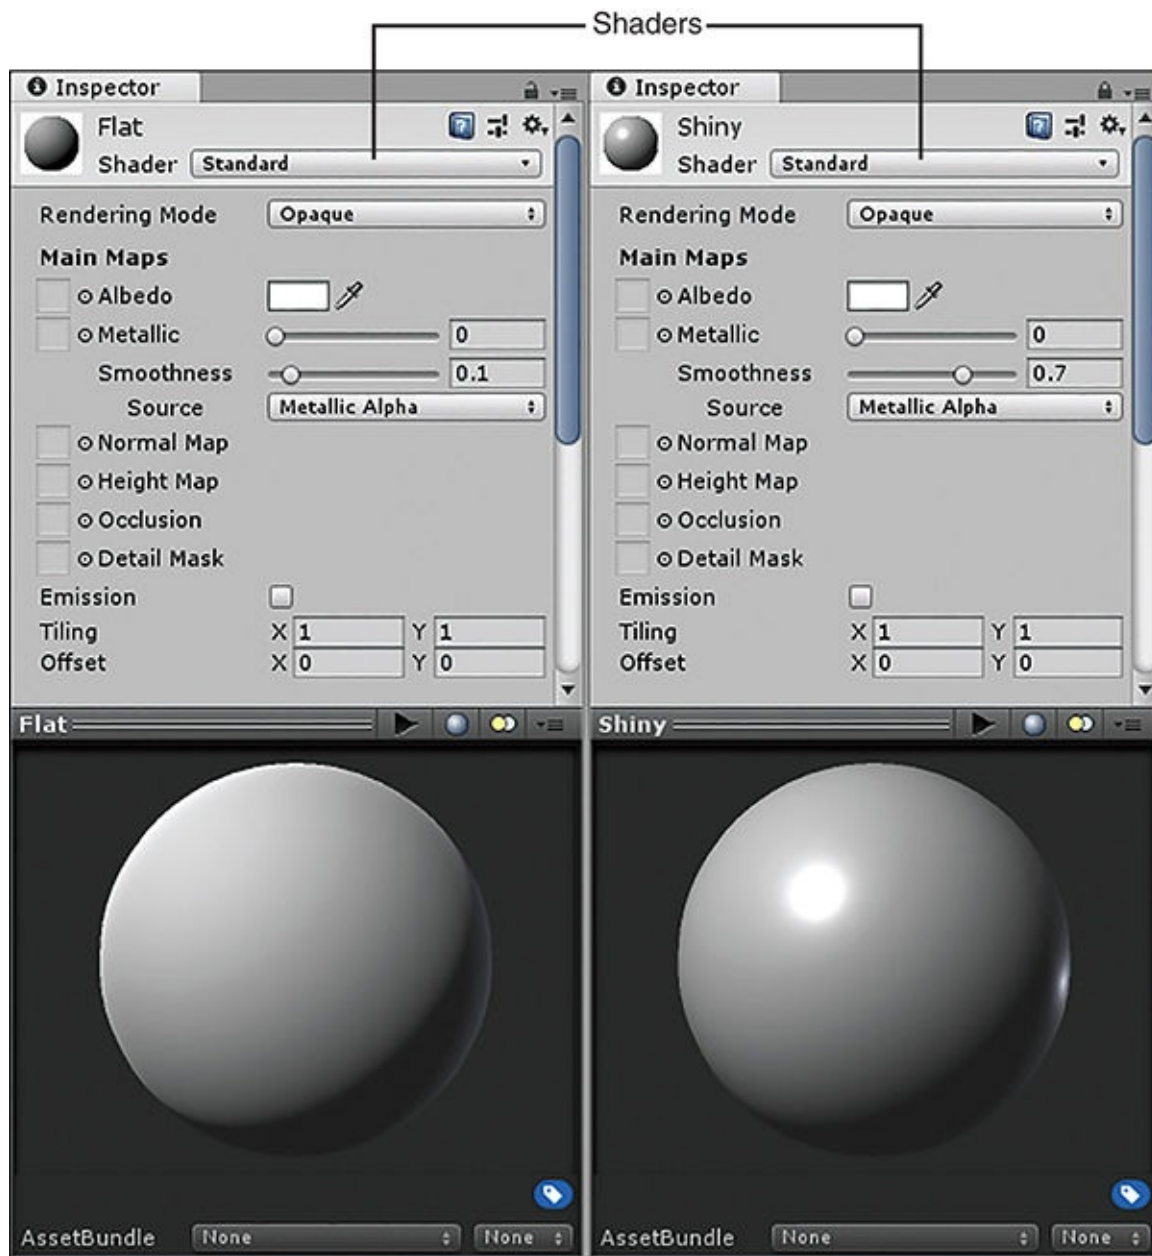 Shaders
Inspector
Flat
Shader Standard
Rendering Mode Opaque
Main Maps
Albedo
Metallic 0
Smoothness 0.1
Source Metallic Alpha
Normal Map
Height Map
Occlusion
Detail Mask
Emission
Tiling X 1 Y 1
Offset X 0 Y 0
Flat
AssetBundle None None
Inspector
Shiny
Shader Standard
Rendering Mode Opaque
Main Maps
Albedo
Metallic 0
Smoothness 0.7
Source Metallic Alpha
Normal Map
Height Map
Occlusion
Detail Mask
Emission
Tiling X 1 Y 1
Offset X 0 Y 0
Shiny
AssetBundle None None